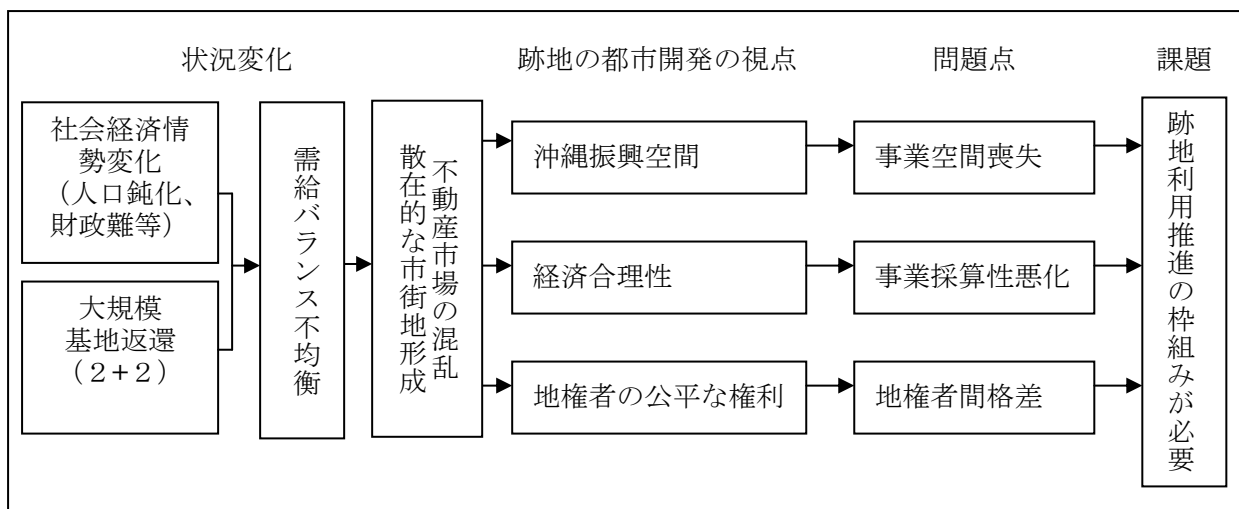 状況変化
跡地の都市開発の視点
問題点
課題
社会経済情
勢変化
（人口鈍化、
財政難等）
大規模
基地返還
（２+２）
需給バランス不均衡
不動産市場の混乱
散在的な市街地形成
沖縄振興空間
経済合理性
地権者の公平な権利
事業空間喪失
事業採算性悪化
地権者間格差
跡地利用推進の枠組みが必要